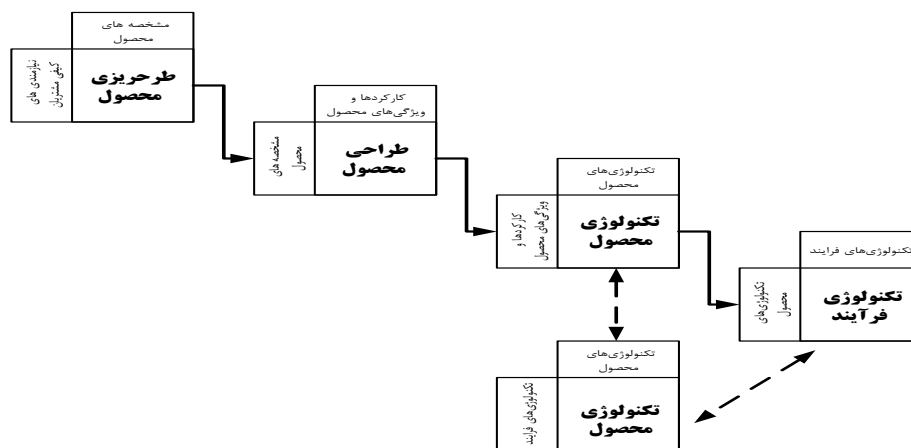 مشخصه های
محصول
نیازمندی های
کیفی مشتریان
طرحریزی
محصول
کارکردها و
ویژگی‌های محصول
مشخصه های
محصول
طراحی
محصول
تکنولوژی‌های
محصول
کارکردها و
ویژگی‌های محصول
تکنولوژی
محصول
تکنولوژی‌های فرایند
تکنولوژی‌های
محصول
تکنولوژی
فرآیند
تکنولوژی‌های
محصول
تکنولوژی‌های فرایند
تکنولوژی
محصول